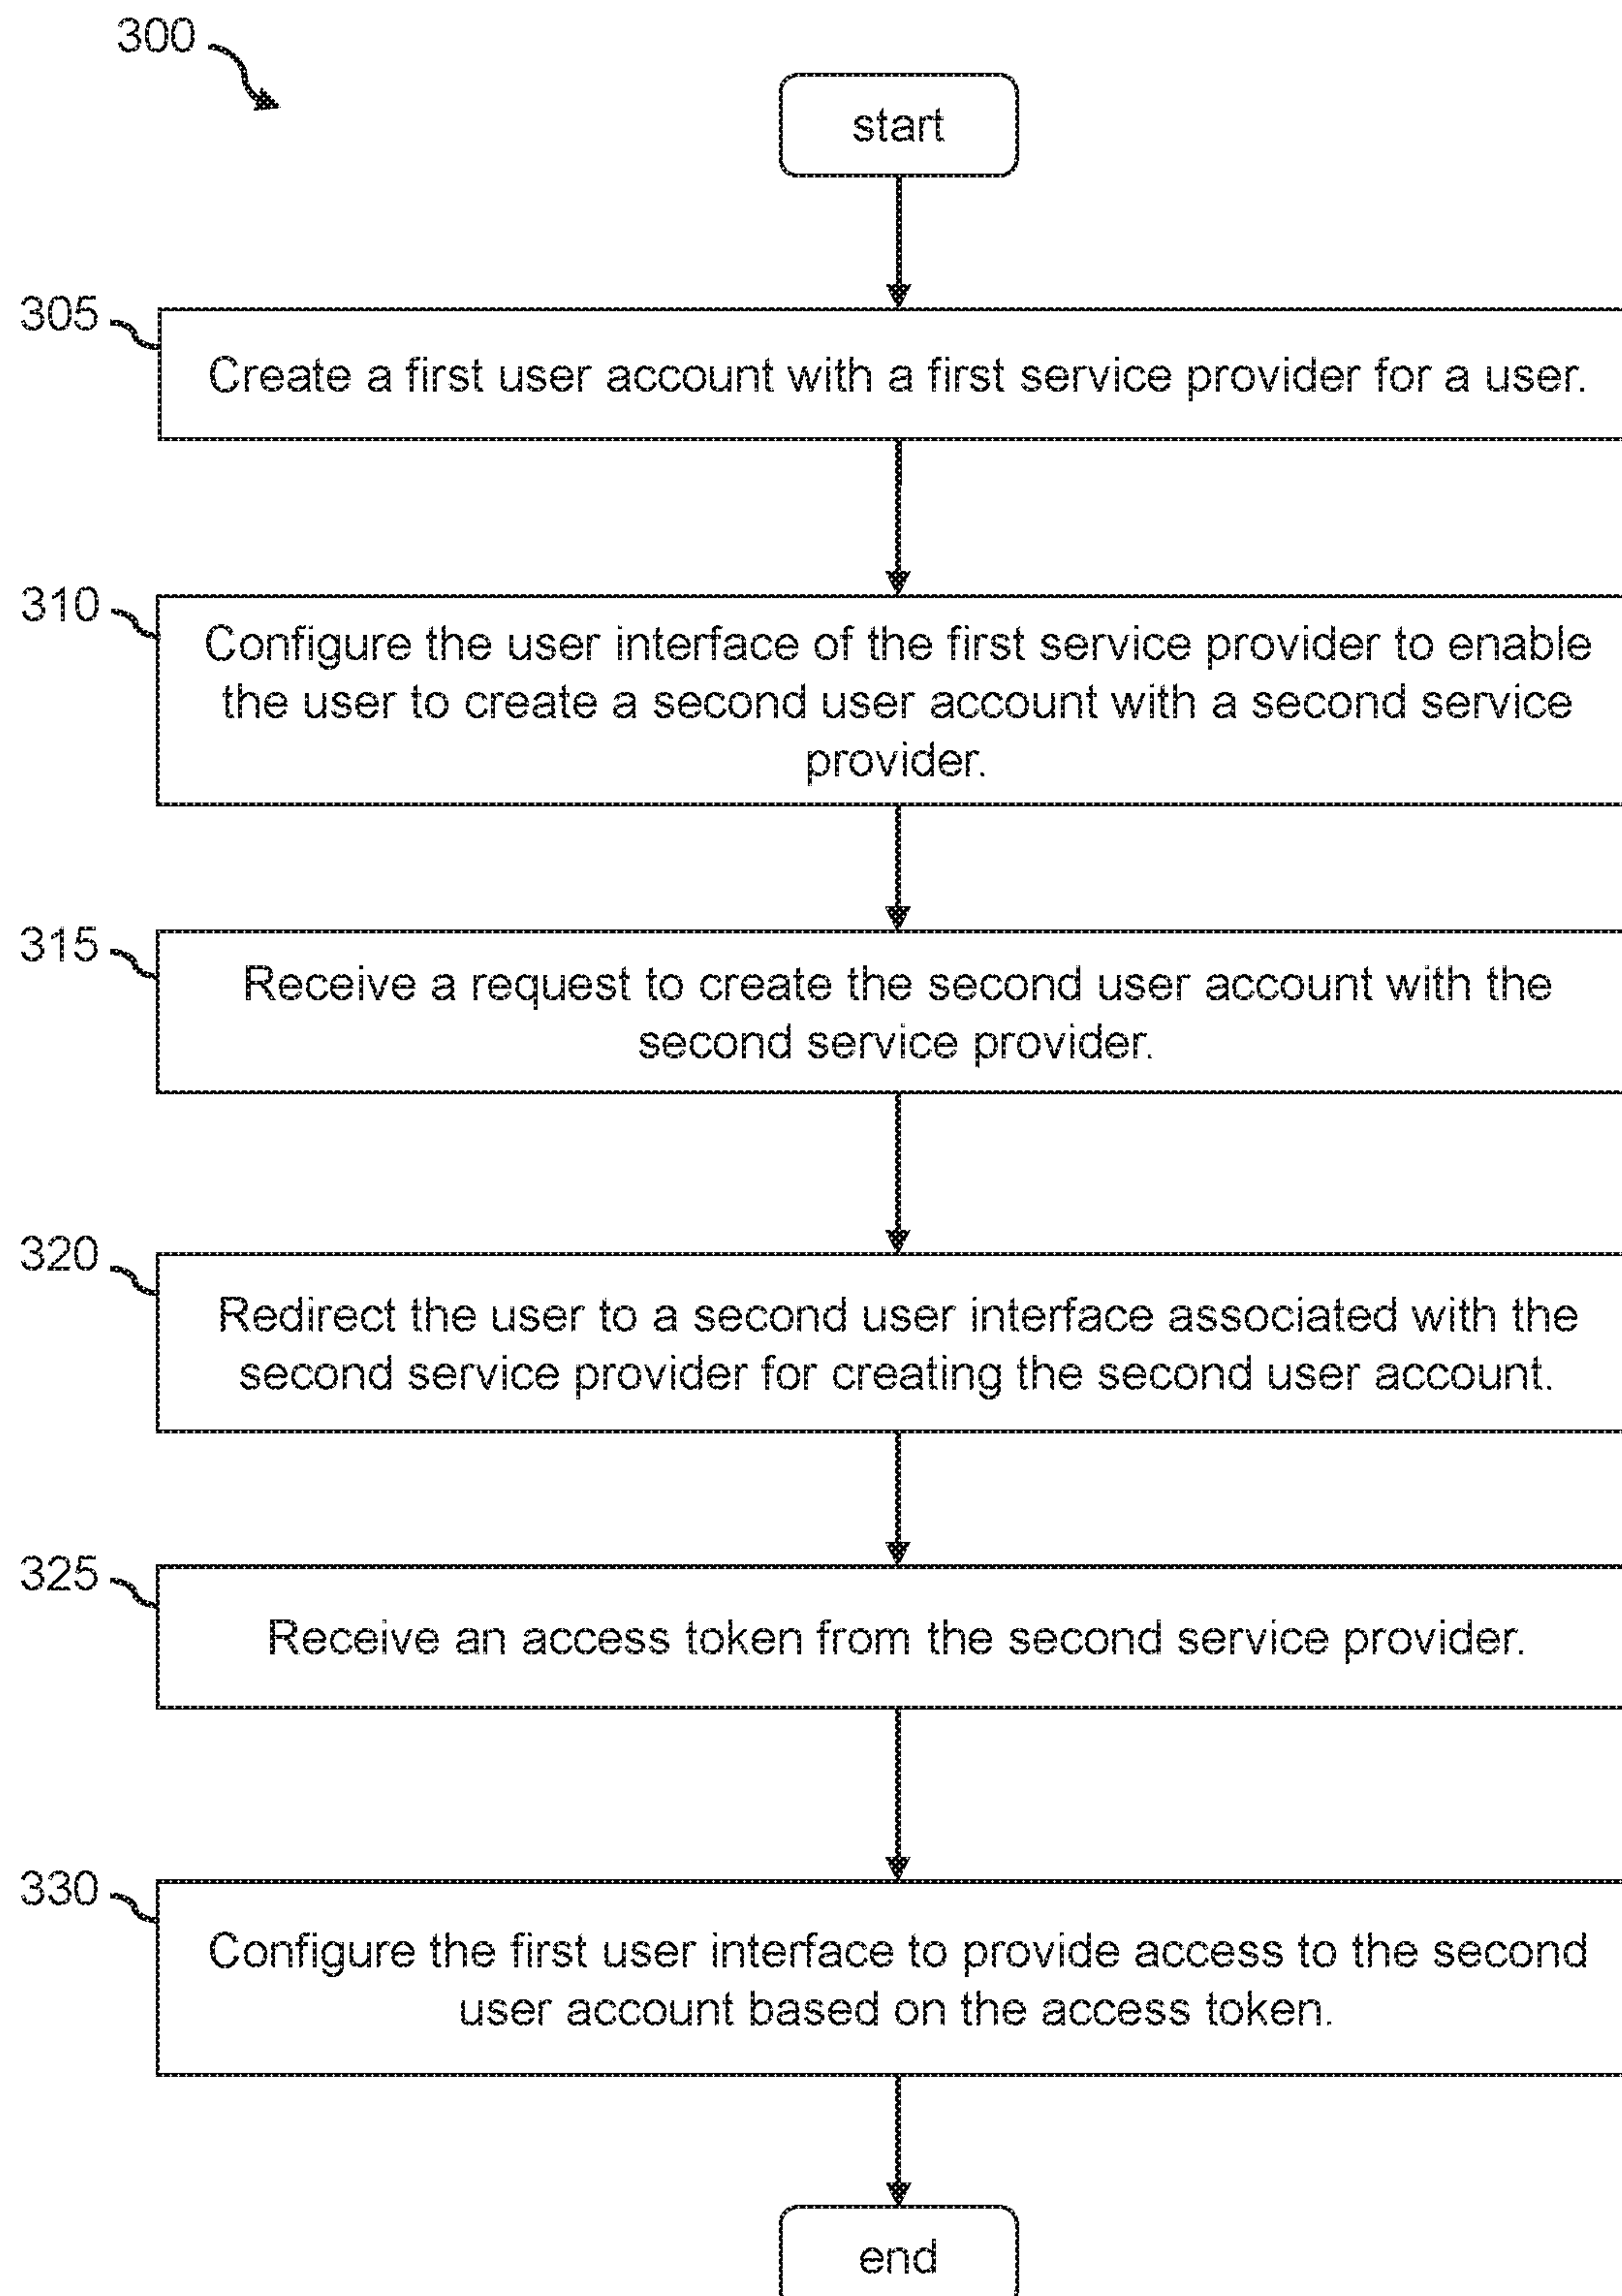 300
start
305
Create a first user account with a first service provider for a user.
310
Configure the user interface of the first service provider to enable
the user to create a second user account with a second service
provider.
315
Receive a request to create the second user account with the
second service provider.
320
Redirect the user to a second user interface associated with the
second service provider for creating the second user account.
325
Receive an access token from the second service provider.
330
Configure the first user interface to provide access to the second
user account based on the access token.
end